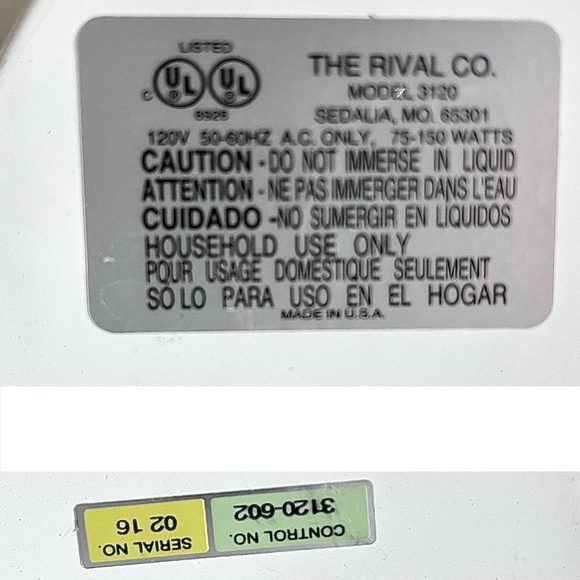 LISTED
C UL UL
THE RIVAL CO.
MODEL 3120
SEDALIA, MO. 65301
120V 50-60HZ A.C. ONLY, 75-150 WATTS
CAUTION - DO NOT IMMERSE IN LIQUID
ATTENTION - NE PAS IMMERGER DANS L'EAU
CUIDADO - NO SUMERGIR EN LIQUIDOS
HOUSEHOLD USE ONLY
POUR USAGE DOMESTIQUE SEULEMENT
SOLO PARA USO EN EL HOGAR
MADE IN U.S.A.
CONTROL NO.
3120-602
SERIAL NO.
02 16